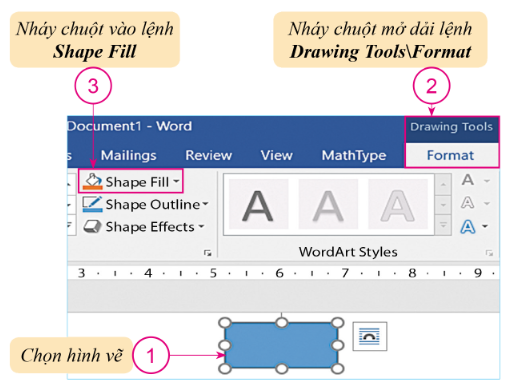 Nháy chuột vào lệnh
Shape Fill
Nháy chuột mở dải lệnh
Drawing Tools\Format
3
2
Document1 - Word
Drawing Tools
s
Mailings
Review
View
MathType
Format
Shape Fill
Shape Outline
Shape Effects
A A A
A
A
A
WordArt Styles
3 4 5 6 7 8 9
Chọn hình vẽ
1